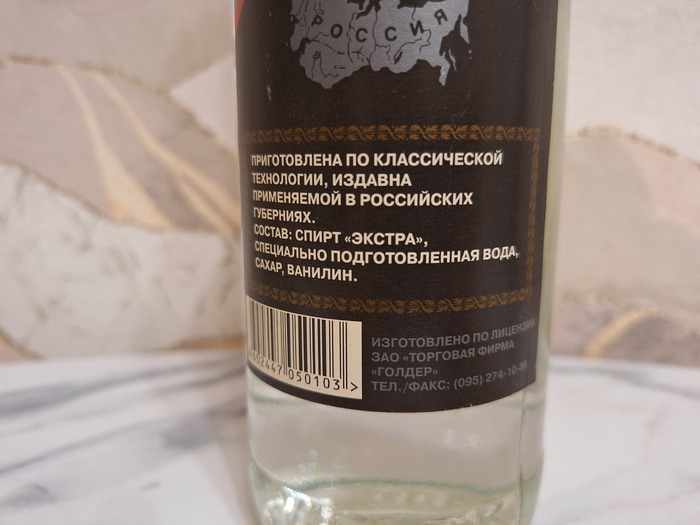 РОССИЯ
ПРИГОТОВЛЕНА ПО КЛАССИЧЕСКОЙ
ТЕХНОЛОГИИ, ИЗДАВНА
ПРИМЕНЯЕМОЙ В РОССИЙСКИХ
ГУБЕРНИЯХ.
СОСТАВ: СПИРТ «ЭКСТРА»,
СПЕЦИАЛЬНО ПОДГОТОВЛЕННАЯ ВОДА,
САХАР, ВАНИЛИН.
ИЗГОТОВЛЕНО ПО ЛИЦЕНЗИИ
ЗАО «ТОРГОВАЯ ФИРМА
«ГОЛДЕР»
ТЕЛ./ФАКС: (095) 274-10-
050103 >